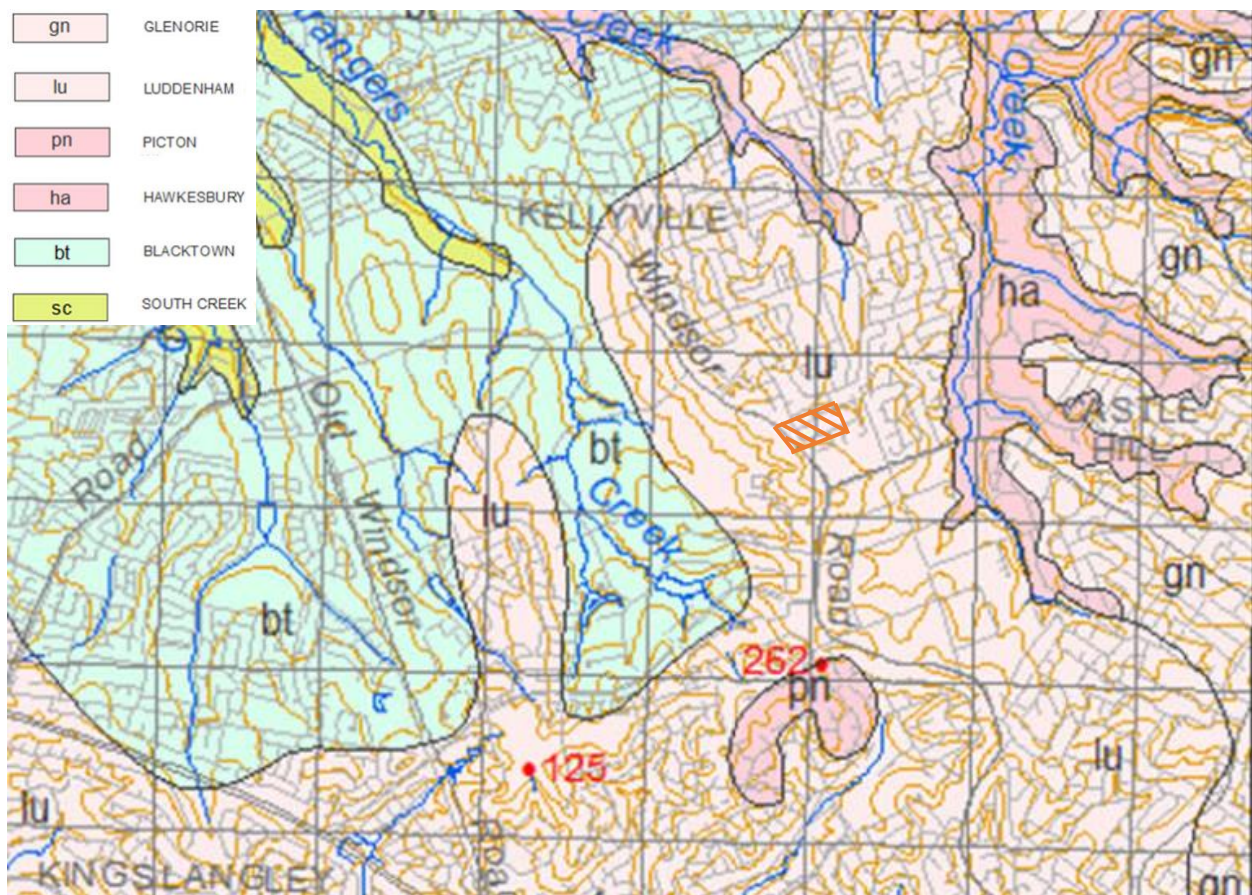 gn GLENORIE
lu LUDDENHAM
pn PICTON
ha HAWKESBURY
bt BLACKTOWN
sc SOUTH CREEK
Creek
Creek
gn
KELLYVILLE
Windsor
gn
ha
lu
CASTLE
HILL
Old
Windsor
Road
bt
Creek
lu
Road
gn
bt
262
pn
125
lu
lu
KINGS LANGLEY
gn